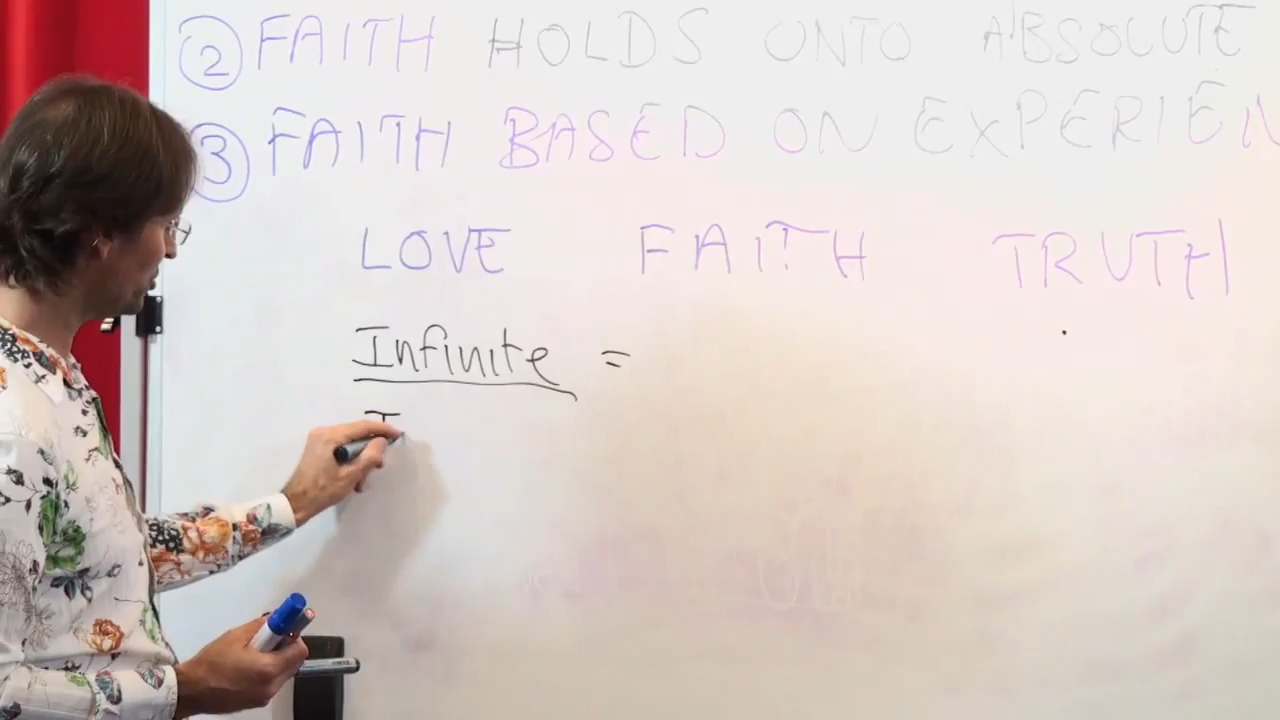 ② FAITH HOLDS ONTO ABSOLUTE
③ FAITH BASED ON EXPERIEN
LOVE FAITH TRUTH
Infinite =
I